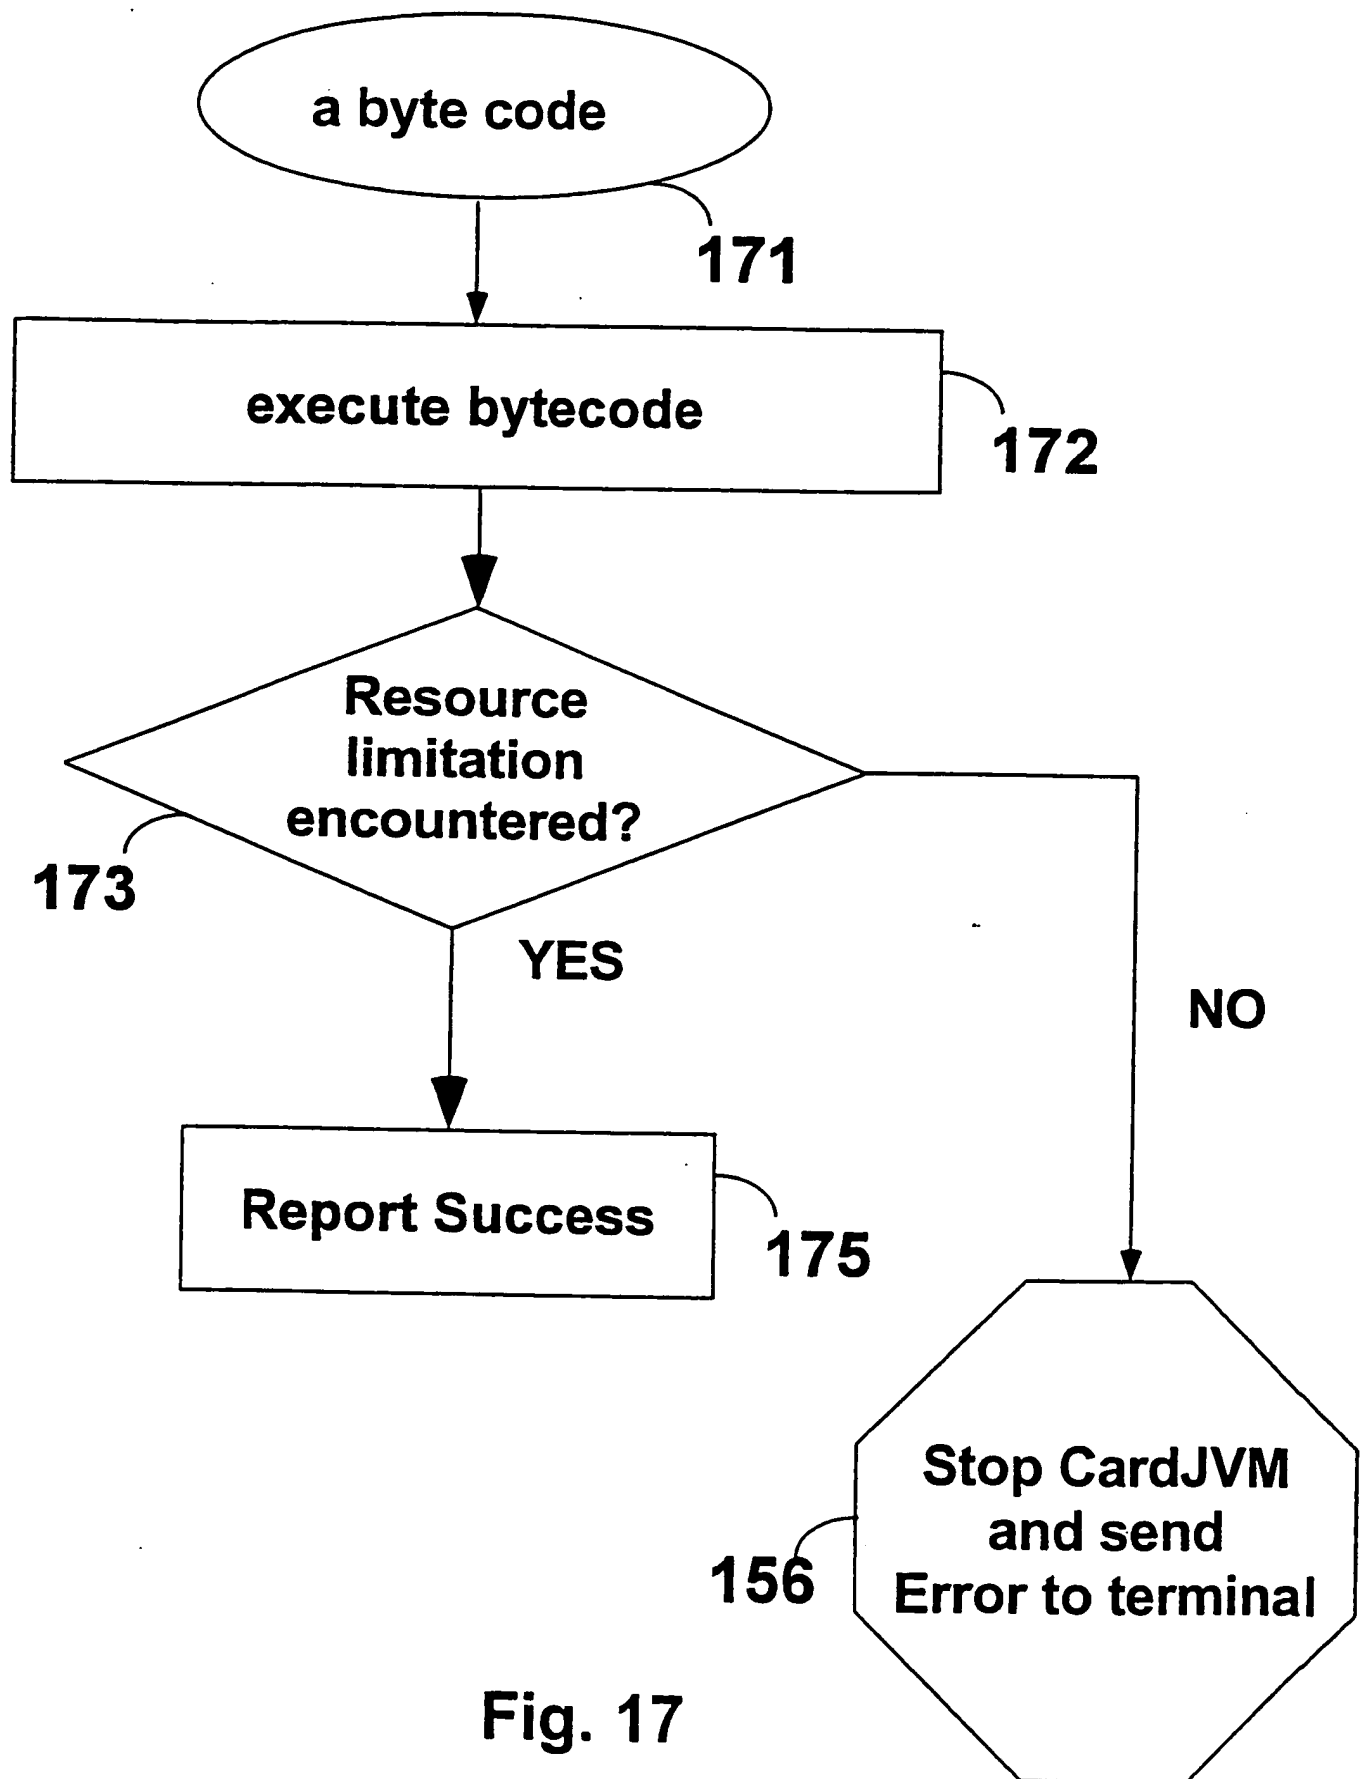 a byte code
171
execute bytecode
172
Resource
limitation
encountered?
173
YES
NO
Report Success
175
Stop CardJVM
and send
Error to terminal
156
Fig. 17